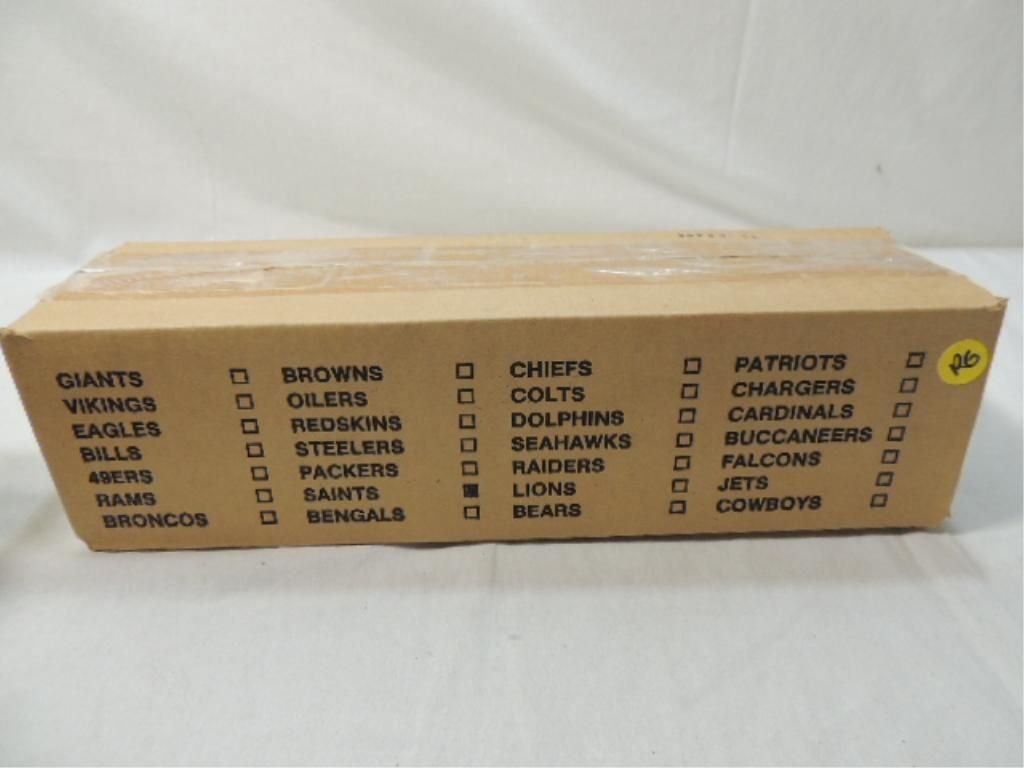 GIANTS ☐ BROWNS ☐ CHIEFS ☐ PATRIOTS ☐
VIKINGS ☐ OILERS ☐ COLTS ☐ CHARGERS ☐
EAGLES ☐ REDSKINS ☐ DOLPHINS ☐ CARDINALS ☐
BILLS ☐ STEELERS ☐ SEAHAWKS ☐ BUCCANEERS ☐
49ERS ☐ PACKERS ☐ RAIDERS ☐ FALCONS ☐
RAMS ☐ SAINTS ■ LIONS ☐ JETS ☐
BRONCOS ☐ BENGALS ☐ BEARS ☐ COWBOYS ☐